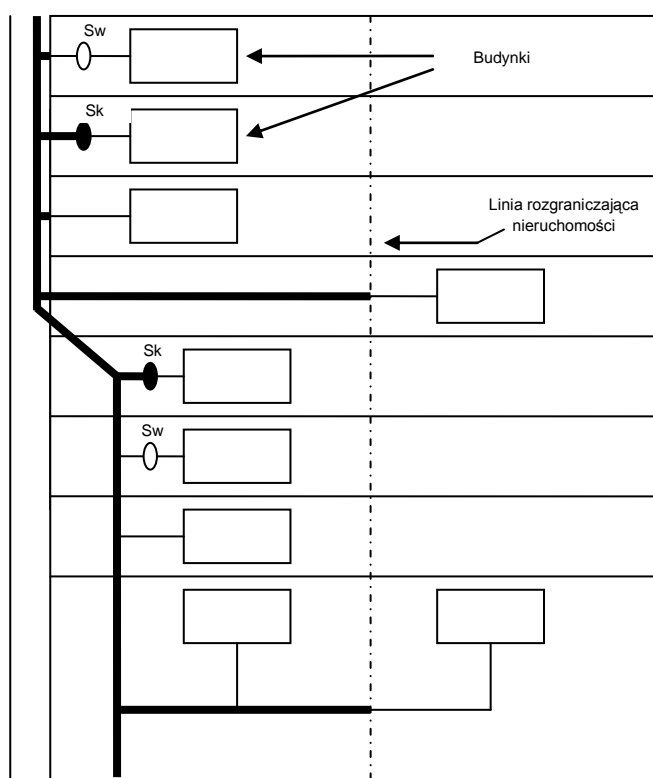 Sw
Budynki
Sk
Linia rozgraniczająca
nieruchomości
Sk
Sw